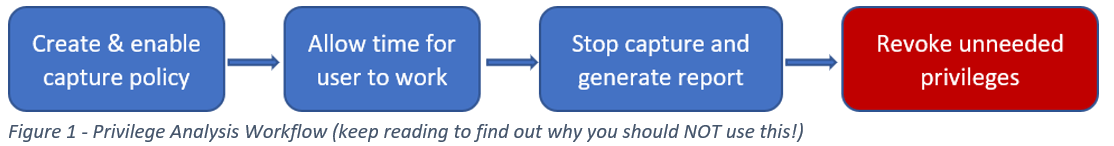 Create & enable
capture policy
Allow time for
user to work
Stop capture and
generate report
Revoke unneeded
privileges
Figure 1 - Privilege Analysis Workflow (keep reading to find out why you should NOT use this!)